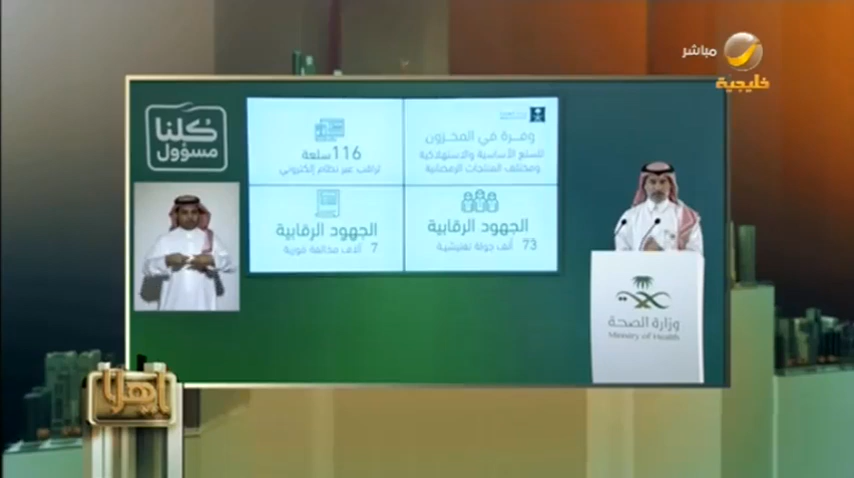 مباشر
خليجية
كلنا
مسؤول
وفرة في المخزون
للسلع الأساسية والاستهلاكية
ومختلف المنتجات الرمضانية
116 سلعة
تراقب عبر نظام إلكتروني
الجهود الرقابية
73 ألف جولة تفتيشية
الجهود الرقابية
7 آلاف مخالفة فورية
وزارة الصحة
Ministry of Health
ياهلا